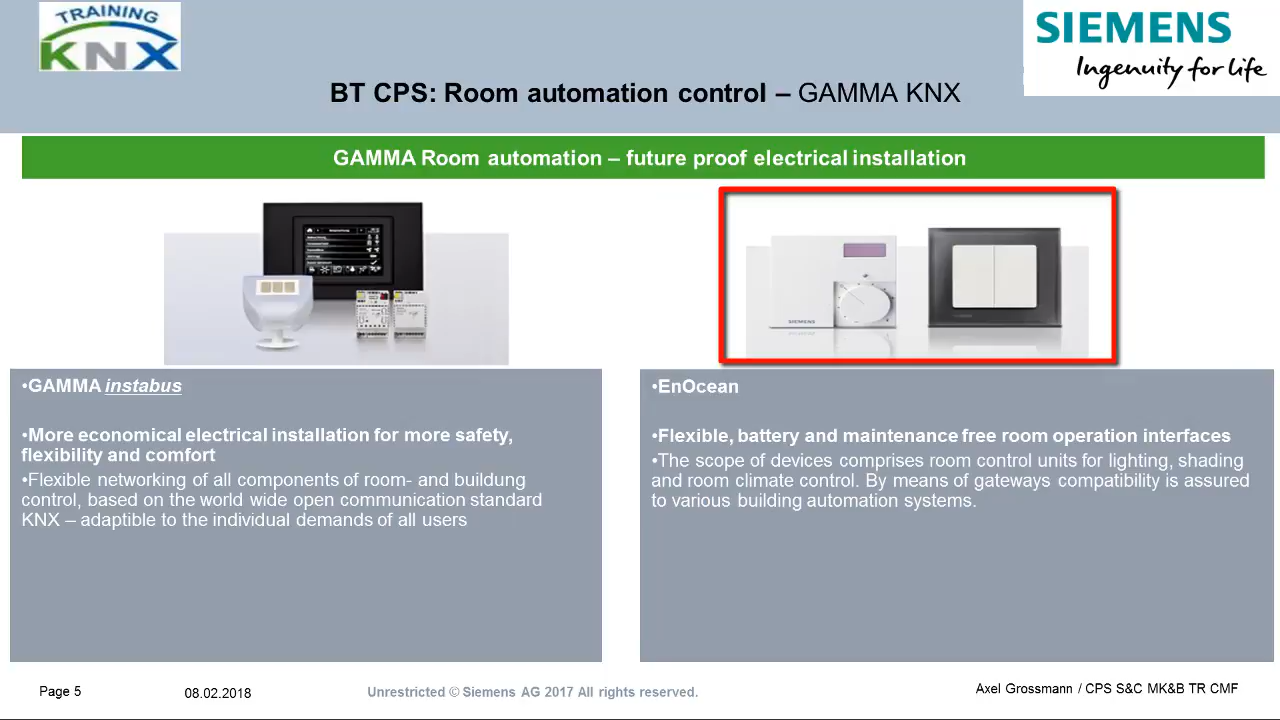 TRAINING
KNX
SIEMENS
Ingenuity for life
BT CPS: Room automation control – GAMMA KNX
GAMMA Room automation – future proof electrical installation
SIEMENS
•GAMMA instabus
•More economical electrical installation for more safety,
flexibility and comfort
•Flexible networking of all components of room- and buildung
control, based on the world wide open communication standard
KNX – adaptible to the individual demands of all users
•EnOcean
•Flexible, battery and maintenance free room operation interfaces
•The scope of devices comprises room control units for lighting, shading
and room climate control. By means of gateways compatibility is assured
to various building automation systems.
Page 5
08.02.2018
Unrestricted © Siemens AG 2017 All rights reserved.
Axel Grossmann / CPS S&C MK&B TR CMF